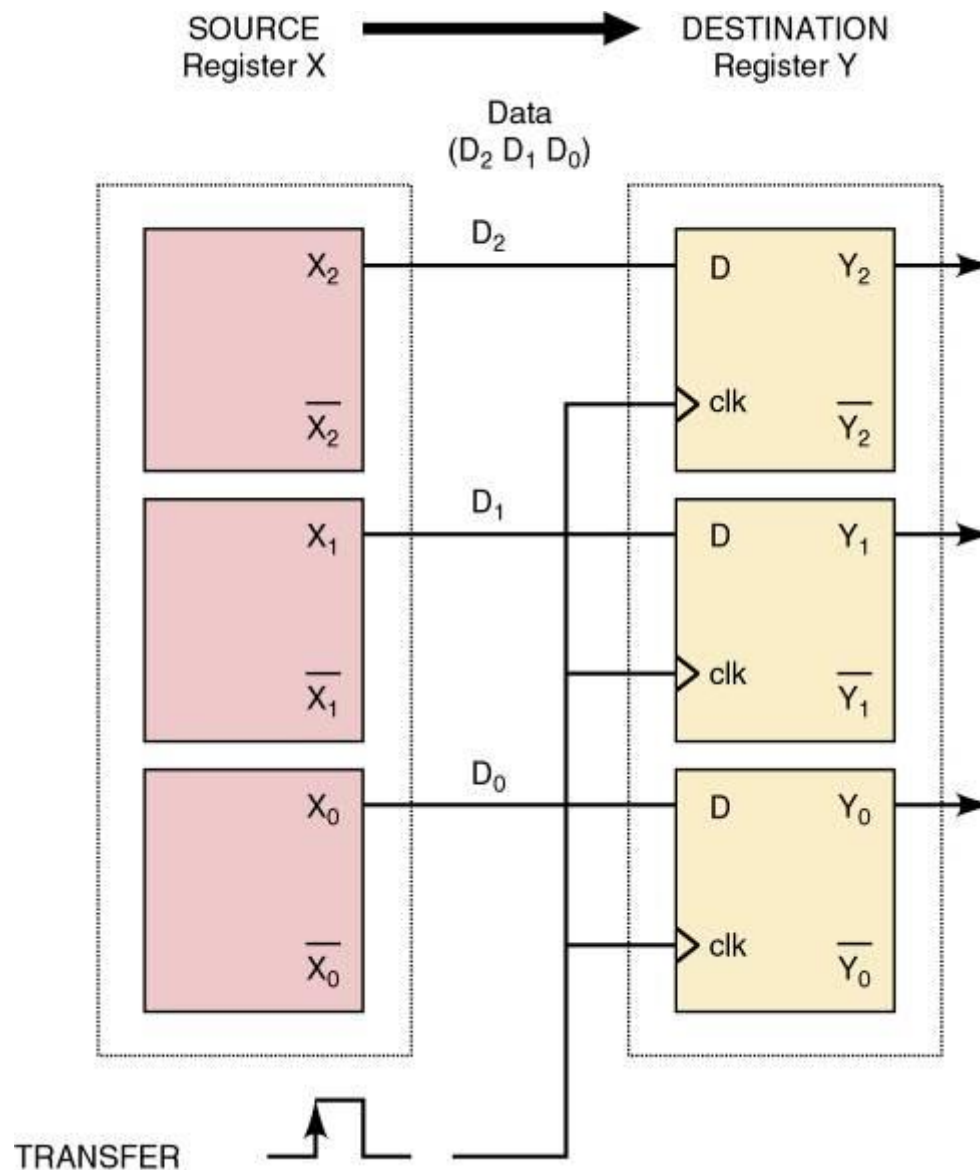 SOURCE
Register X
DESTINATION
Register Y
Data
(D₂ D₁ D₀)
D₂
X₂
X̅₂
D
Y₂
clk
Y̅₂
D₁
X₁
X̅₁
D
Y₁
clk
Y̅₁
D₀
X₀
X̅₀
D
Y₀
clk
Y̅₀
TRANSFER